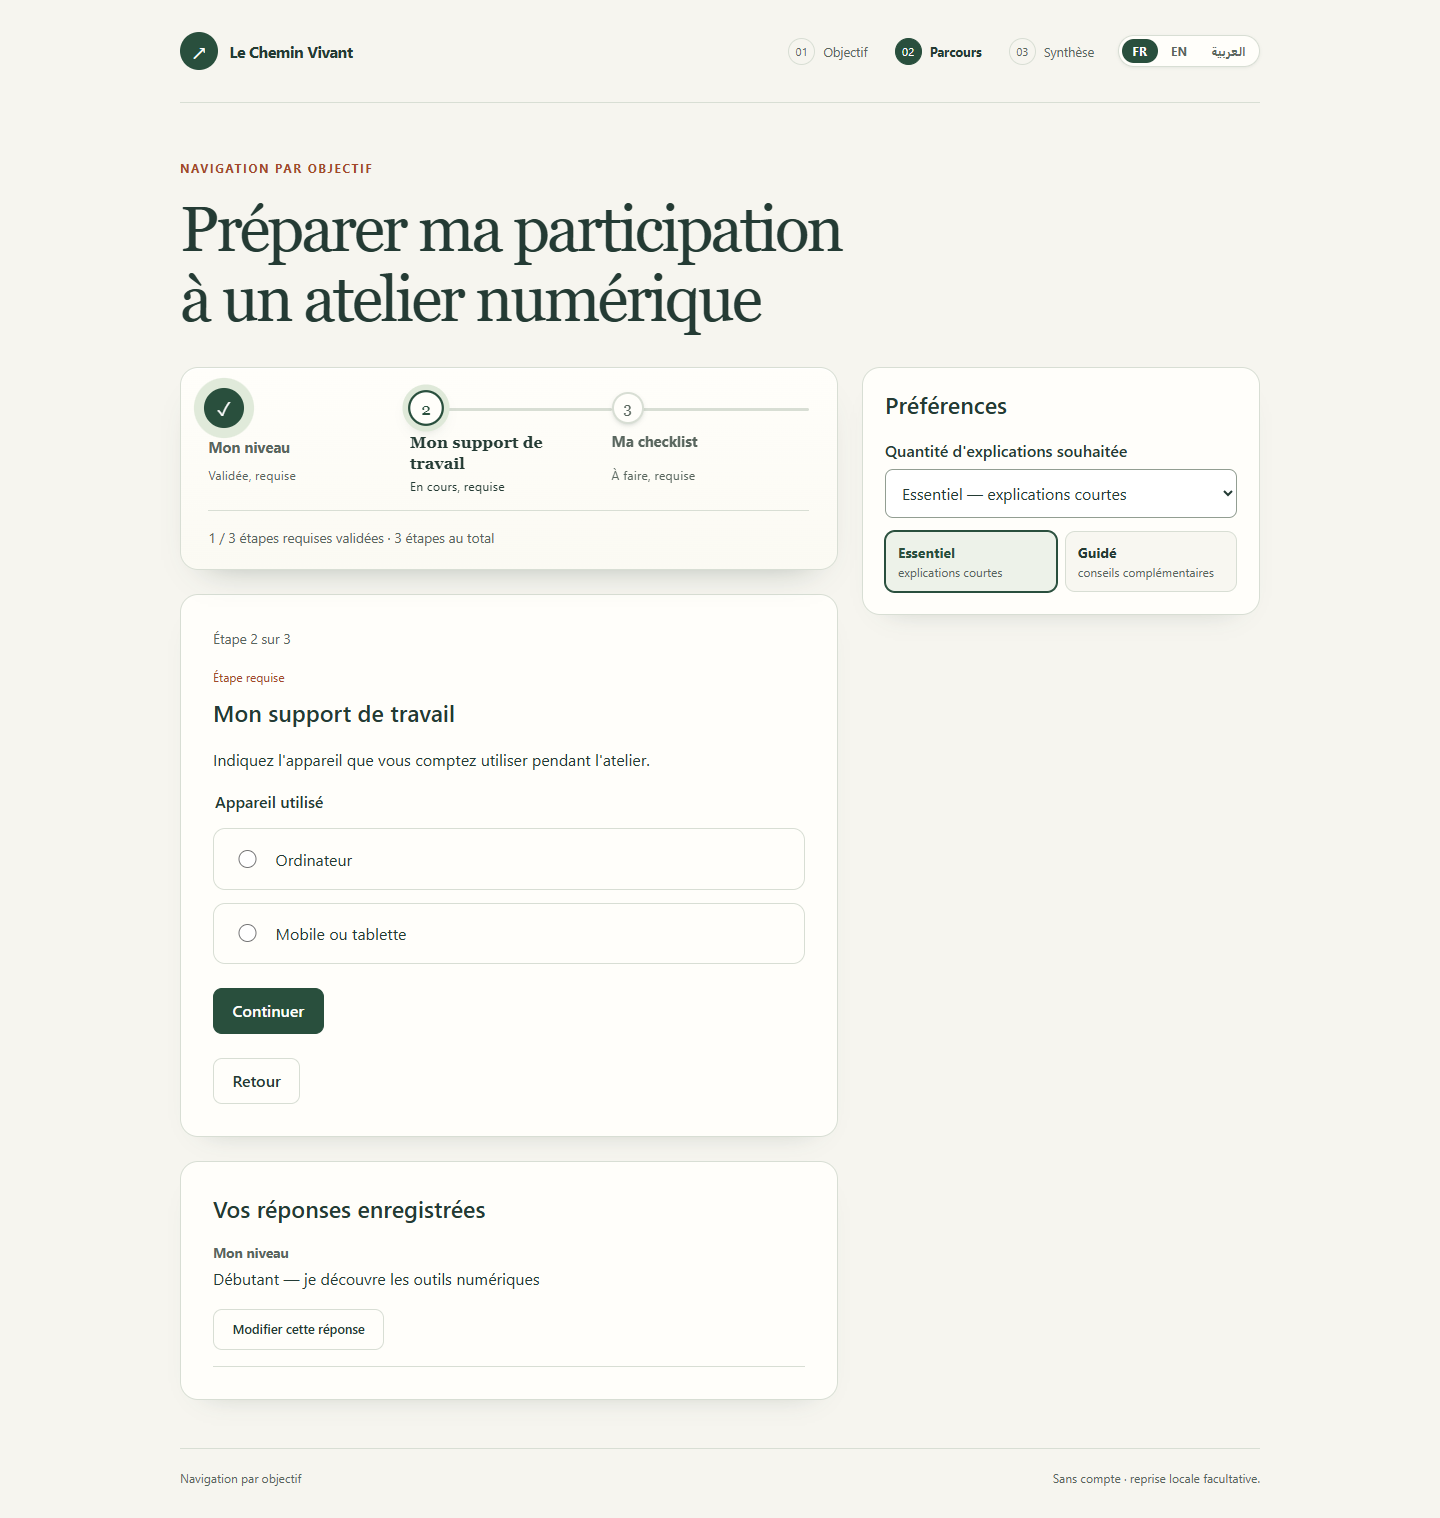 Le Chemin Vivant
01 Objectif
02 Parcours
03 Synthèse
FR EN العربية
NAVIGATION PAR OBJECTIF
Préparer ma participation
à un atelier numérique
✓
Mon niveau
Validée, requise
2
Mon support de
travail
En cours, requise
3
Ma checklist
À faire, requise
1 / 3 étapes requises validées · 3 étapes au total
Préférences
Quantité d'explications souhaitée
Essentiel — explications courtes
Essentiel
explications courtes
Guidé
conseils complémentaires
Étape 2 sur 3
Étape requise
Mon support de travail
Indiquez l'appareil que vous comptez utiliser pendant l'atelier.
Appareil utilisé
Ordinateur
Mobile ou tablette
Continuer
Retour
Vos réponses enregistrées
Mon niveau
Débutant — je découvre les outils numériques
Modifier cette réponse
Navigation par objectif
Sans compte · reprise locale facultative.